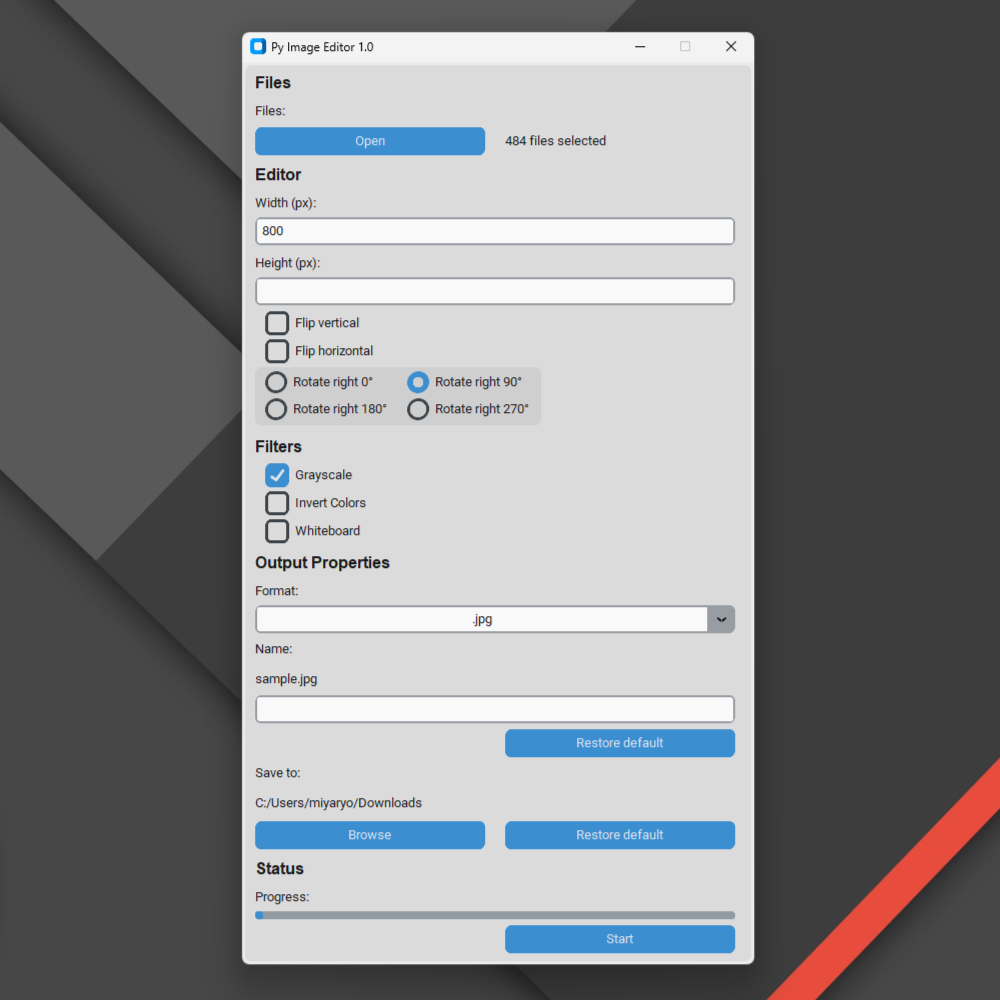 Py Image Editor 1.0
Files
Files:
Open 484 files selected
Editor
Width (px):
800
Height (px):
Flip vertical
Flip horizontal
Rotate right 0° Rotate right 90°
Rotate right 180° Rotate right 270°
Filters
Grayscale
Invert Colors
Whiteboard
Output Properties
Format:
.jpg
Name:
sample.jpg
Restore default
Save to:
C:/Users/miyaryo/Downloads
Browse Restore default
Status
Progress:
Start